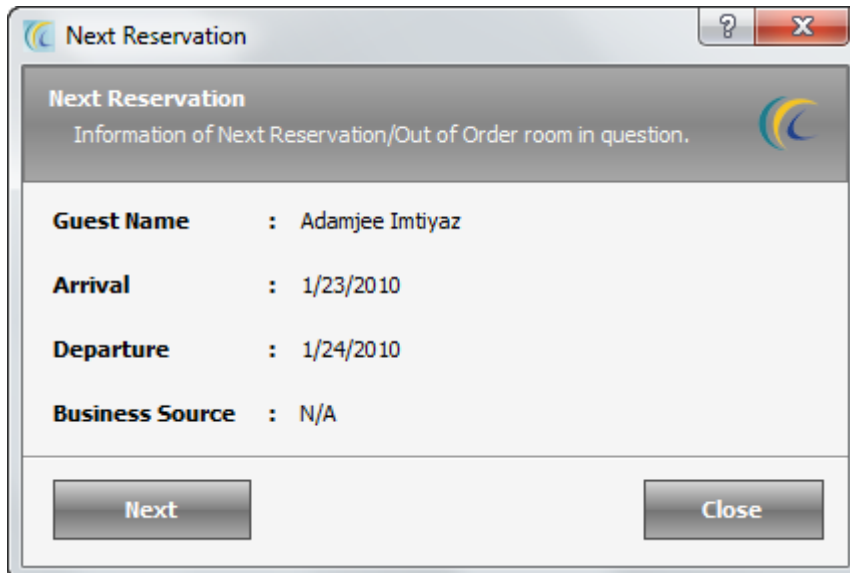 Next Reservation
Next Reservation
Information of Next Reservation/Out of Order room in question.
Guest Name : Adamjee Imtiyaz
Arrival : 1/23/2010
Departure : 1/24/2010
Business Source : N/A
Next Close